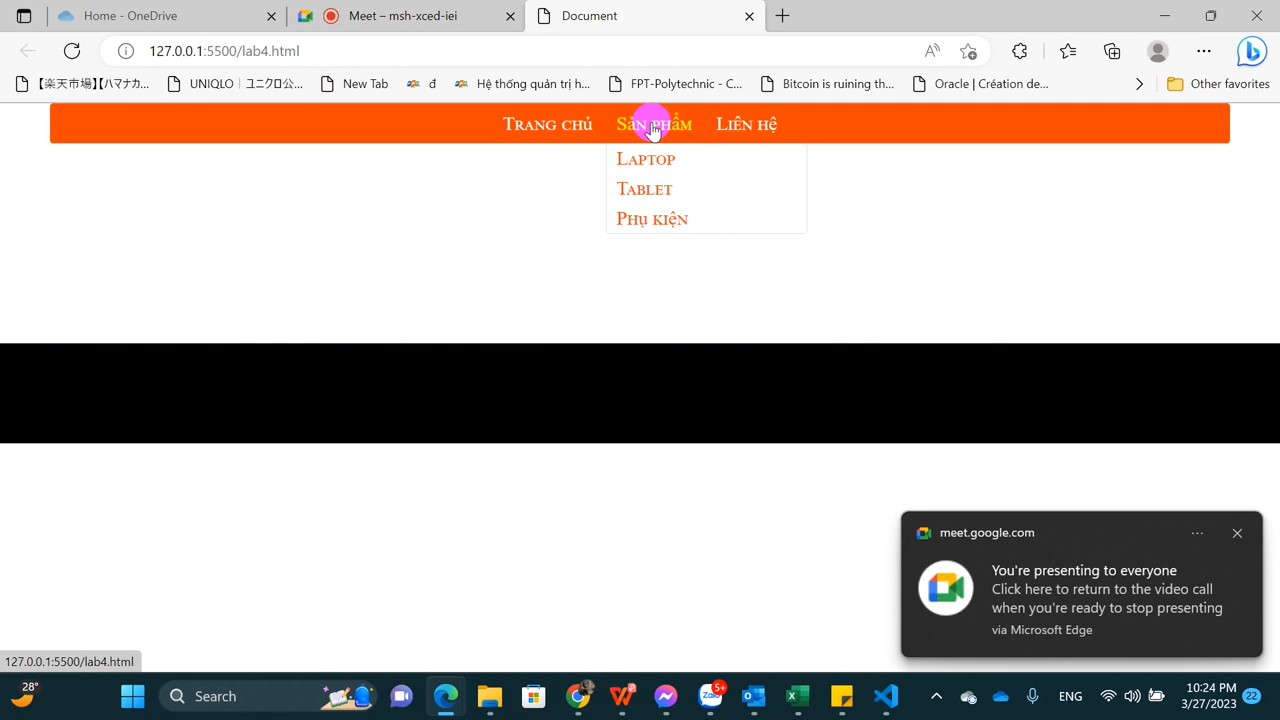 Home - OneDrive
Meet – msh-xced-iei
Document
127.0.0.1:5500/lab4.html
【楽天市場】【ハマナカ...
UNIQLO｜ユニクロ公...
New Tab
đ
Hệ thống quản trị h...
FPT-Polytechnic - C...
Bitcoin is ruining th...
Oracle | Création de...
Other favorites
Trang chủ
Sản phẩm
Liên hệ
Laptop
Tablet
Phụ kiện
meet.google.com
You're presenting to everyone
Click here to return to the video call
when you're ready to stop presenting
via Microsoft Edge
127.0.0.1:5500/lab4.html
28°
Search
5+
ENG
10:24 PM
3/27/2023
22